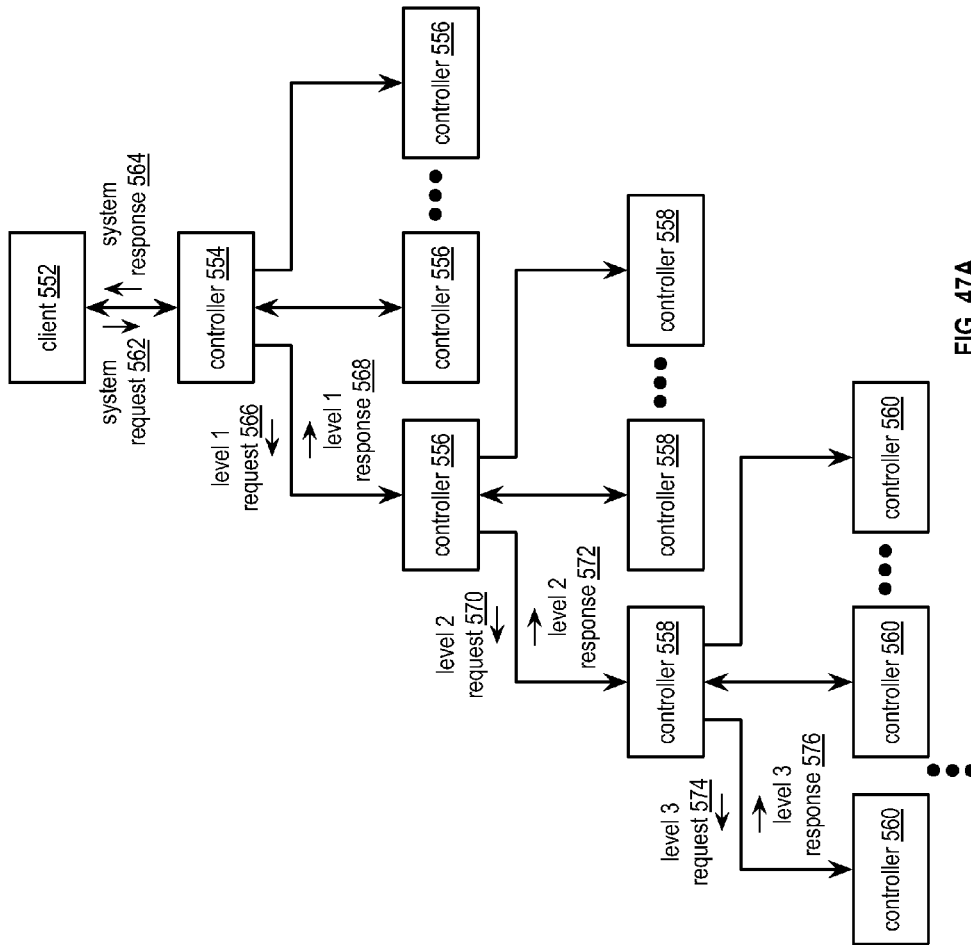 client 552
system
request 562
system
response 564
controller 554
level 1
request 566
level 1
response 568
controller 556
controller 556
controller 556
level 2
request 570
level 2
response 572
controller 558
controller 558
controller 558
level 3
request 574
level 3
response 576
controller 560
controller 560
controller 560
FIG. 47A